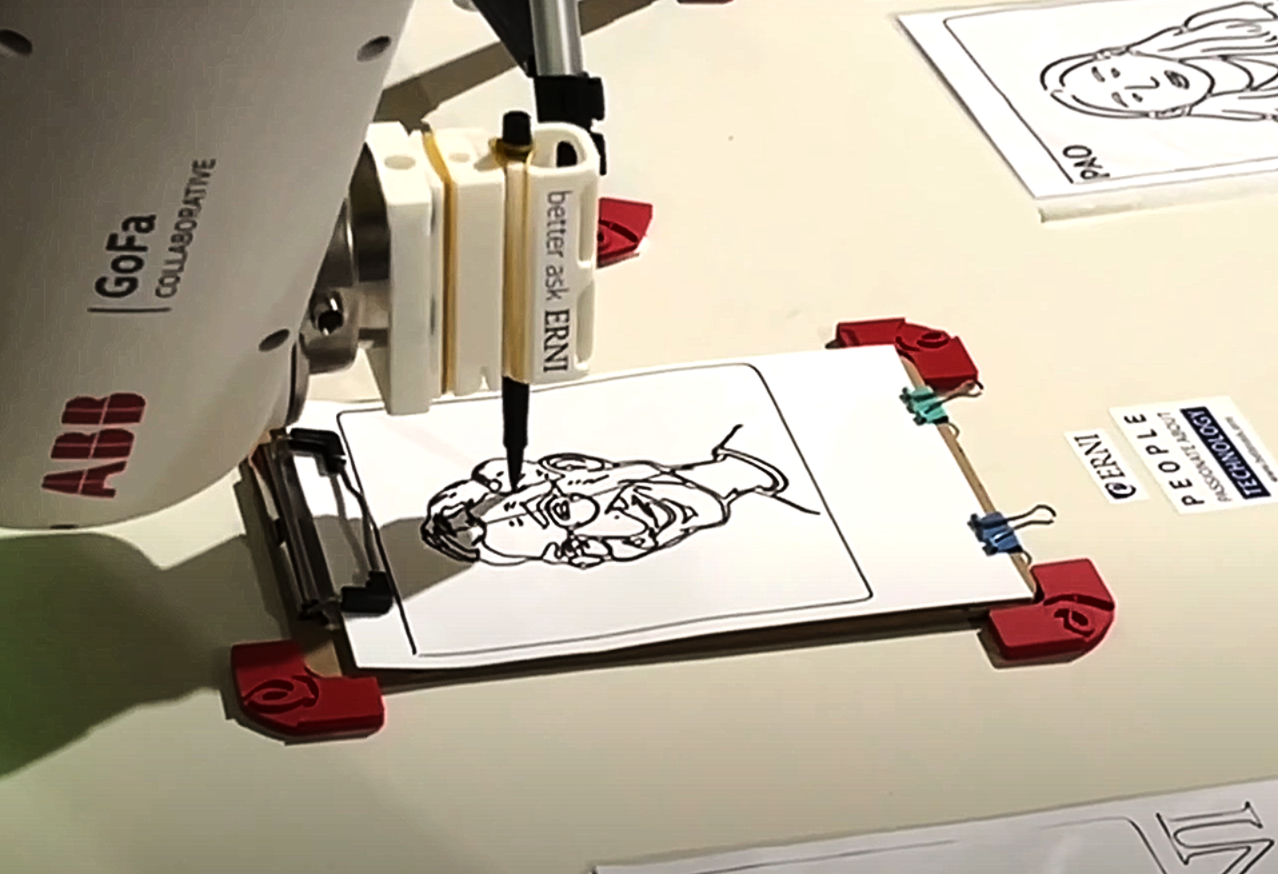 GoFa
COLLABORATIVE
ABB
better ask ERNI
PAO
ERNI
PEOPLE
PASSIONATE ABOUT
TECHNOLOGY